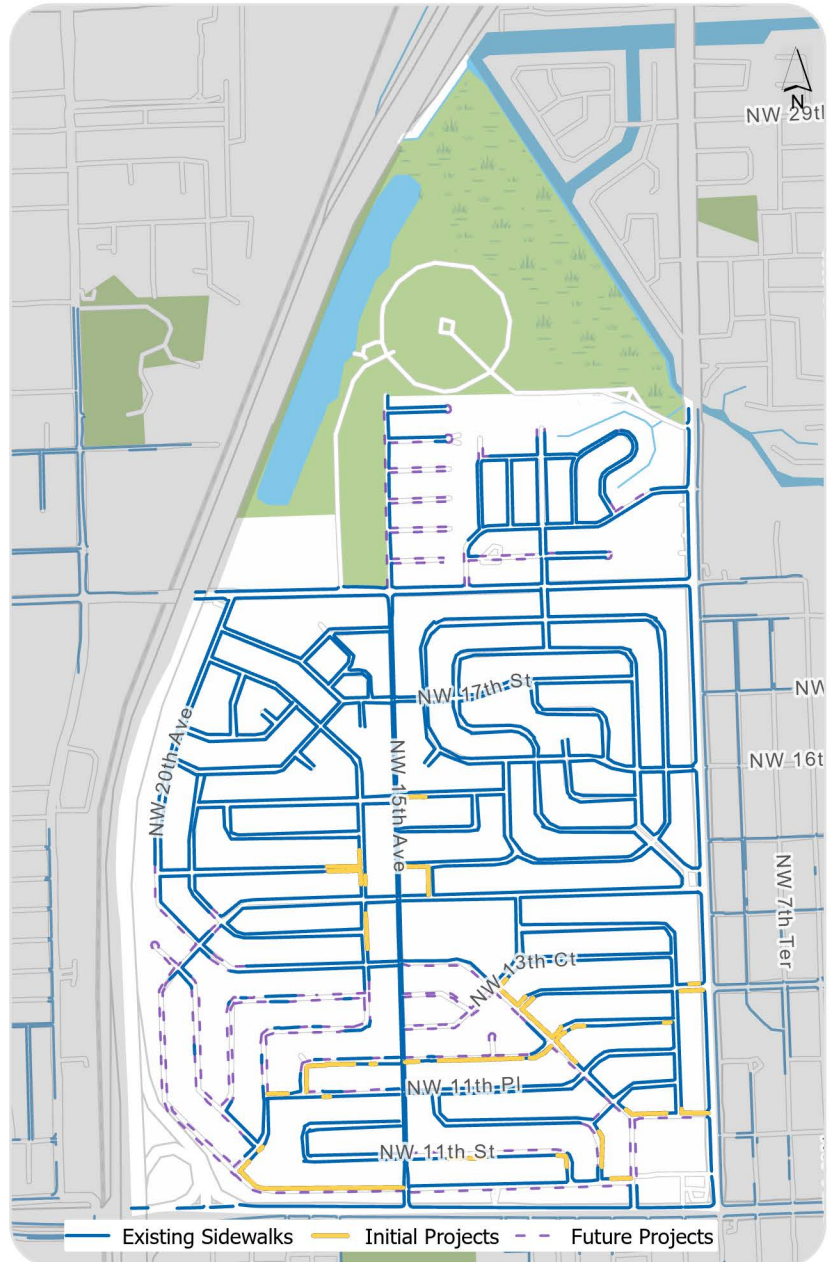 N
NW 29t
NW 17th St
NW
NW 20th Ave
NW 15th Ave
NW 16t
NW 7th Ter
NW 13th Ct
NW 11th Pl
NW 11th St
Existing Sidewalks Initial Projects Future Projects